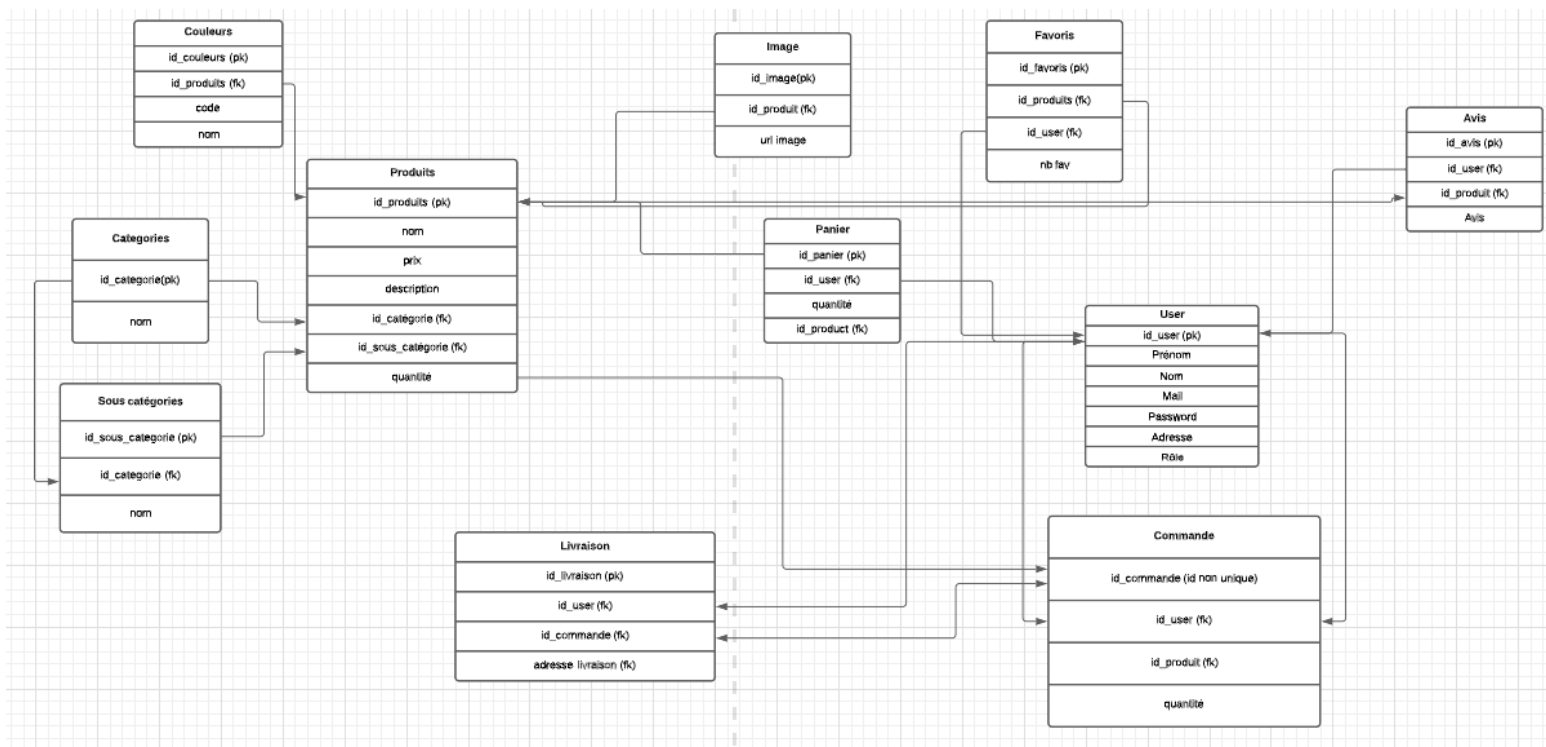 Couleurs
id_couleurs (pk)
id_produits (fk)
code
nom
Image
id_image(pk)
id_produit (fk)
url image
Favoris
id_favoris (pk)
id_produits (fk)
id_user (fk)
nb fav
Avis
id_avis (pk)
id_user (fk)
id_produit (fk)
Avis
Produits
id_produits (pk)
nom
prix
description
id_catégorie (fk)
id_sous_catégorie (fk)
quantité
Categories
id_categorie(pk)
nom
Panier
id_panier (pk)
id_user (fk)
quantité
id_product (fk)
User
id_user (pk)
Prénom
Nom
Mail
Password
Adresse
Rôle
Sous catégories
id_sous_categorie (pk)
id_categorie (fk)
nom
Livraison
id_livraison (pk)
id_user (fk)
id_commande (fk)
adresse livraison (fk)
Commande
id_commande (id non unique)
id_user (fk)
id_produit (fk)
quantité